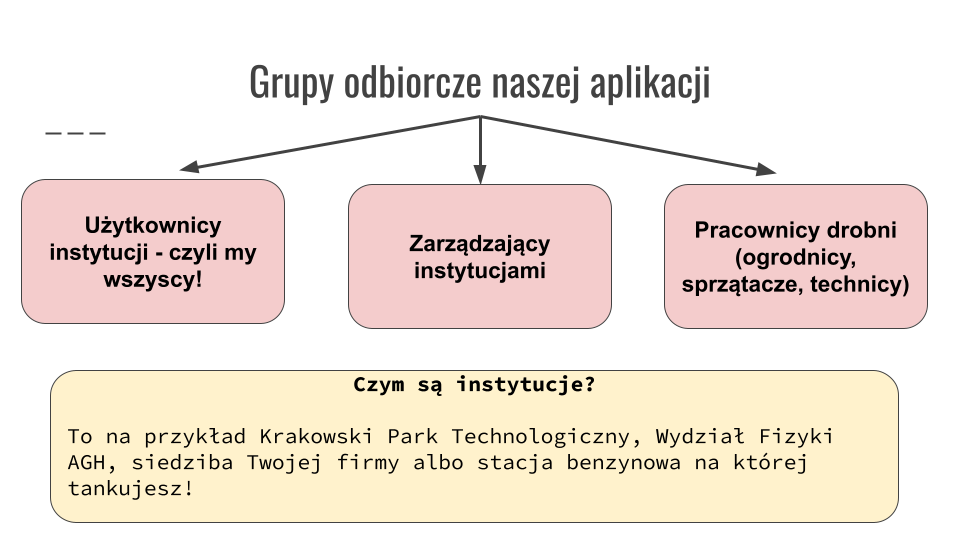 Grupy odbiorcze naszej aplikacji
Użytkownicy
instytucji - czyli my
wszyscy!
Zarządzający
instytucjami
Pracownicy drobni
(ogrodnicy,
sprzątacze, technicy)
Czym są instytucje?
To na przykład Krakowski Park Technologiczny, Wydział Fizyki
AGH, siedziba Twojej firmy albo stacja benzynowa na której
tankujesz!